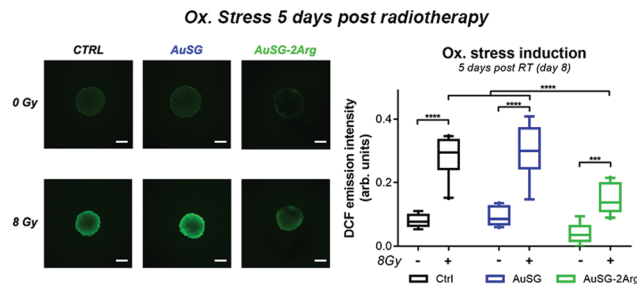 Ox. Stress 5 days post radiotherapy
CTRL AuSG AuSG-2Arg
0 Gy
8 Gy
Ox. stress induction
5 days post RT (day 8)
DCF emission intensity
(arb. units)
0.4
0.2
0.0
**** **** **** ***
8Gy - + - + - +
Ctrl AuSG AuSG-2Arg